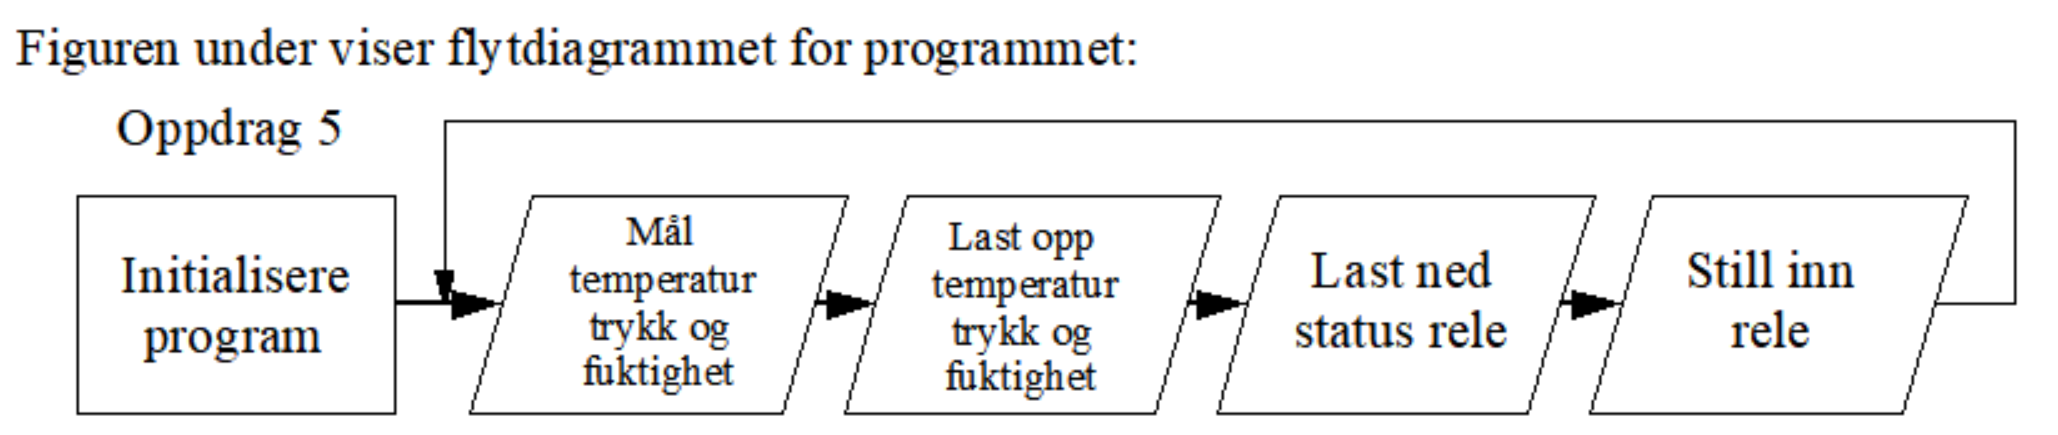 Figuren under viser flytdiagrammet for programmet:
Oppdrag 5
Initialisere
program
Mål
temperatur
trykk og
fuktighet
Last opp
temperatur
trykk og
fuktighet
Last ned
status rele
Still inn
rele